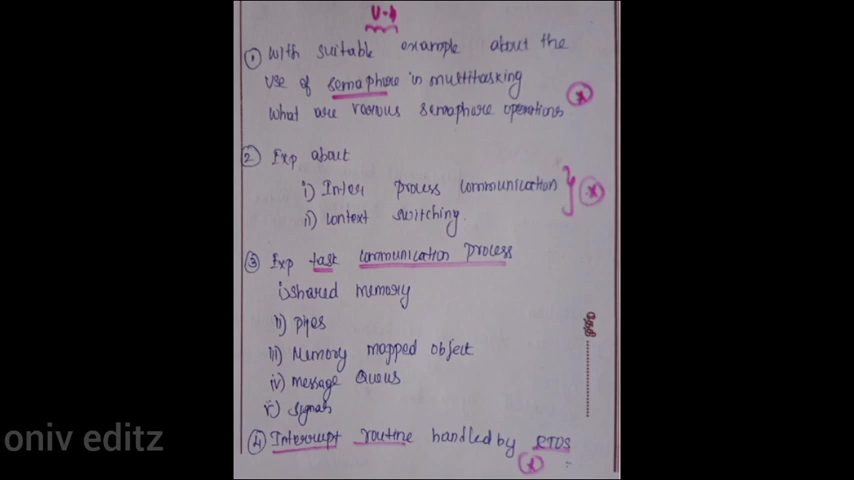 U-
① With suitable example about the
use of semaphore in multitasking
What are various semaphore operations
② Exp about
i) Inter process communication
ii) context switching.
③ Exp task communication process
i) shared memory
ii) pipes
iii) Memory mapped object
iv) message Queus
v) signals
④ Interrupt routine handled by RTOS
oniv editz